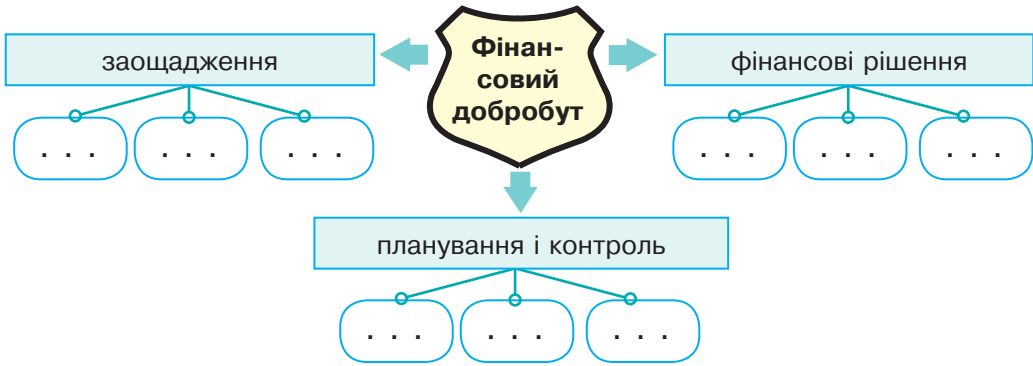 Фінан-
совий
добробут
заощадження
фінансові рішення
. . .
. . .
. . .
. . .
. . .
. . .
планування і контроль
. . .
. . .
. . .